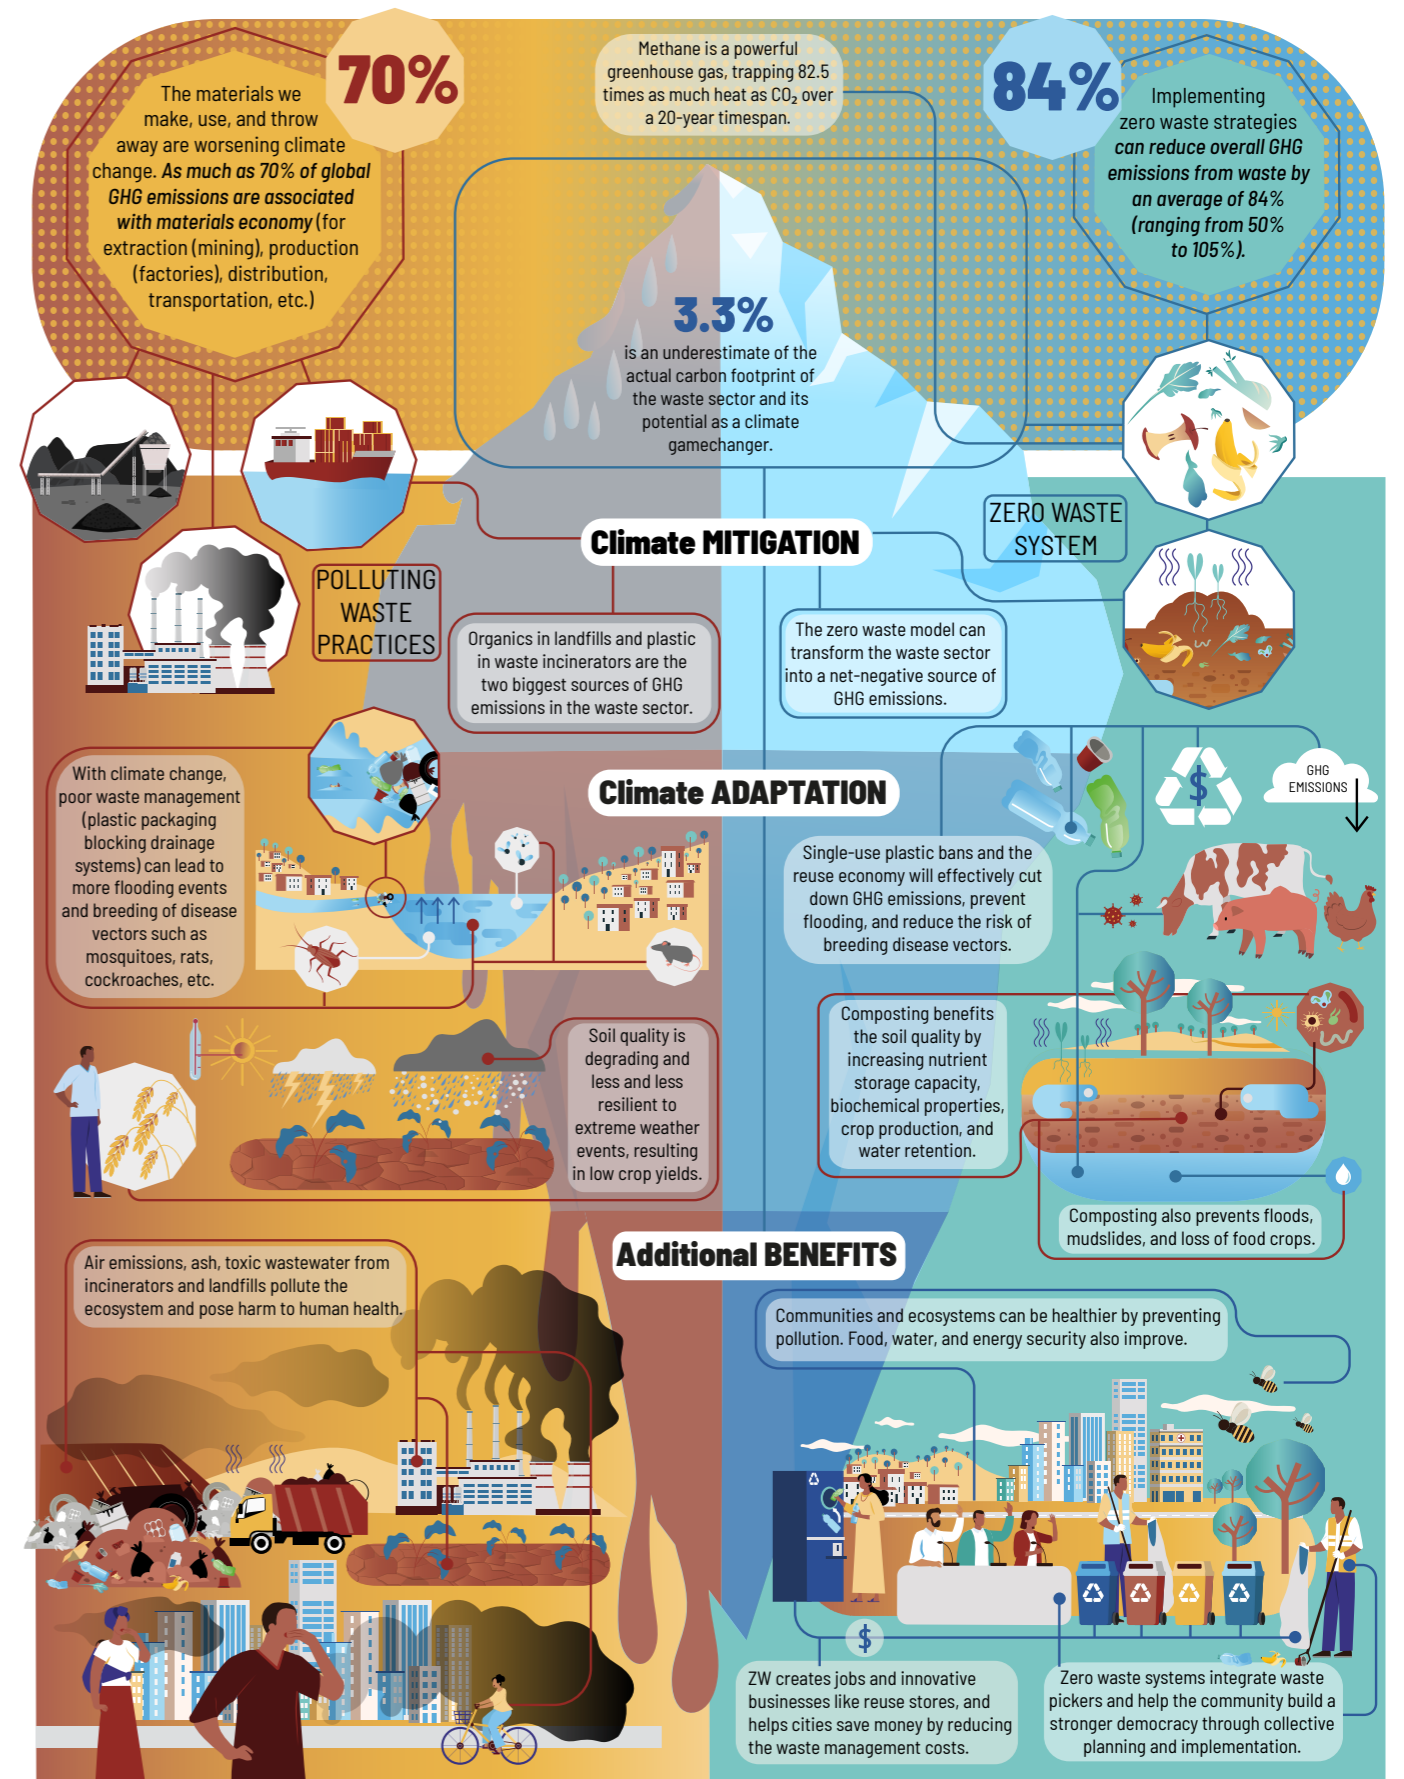 70%
The materials we
make, use, and throw
away are worsening climate
change. As much as 70% of global
GHG emissions are associated
with materials economy (for
extraction (mining), production
(factories), distribution,
transportation, etc.)
Methane is a powerful
greenhouse gas, trapping 82.5
times as much heat as CO₂ over
a 20-year timespan.
84%
Implementing
zero waste strategies
can reduce overall GHG
emissions from waste by
an average of 84%
(ranging from 50%
to 105%).
3.3%
is an underestimate of the
actual carbon footprint of
the waste sector and its
potential as a climate
gamechanger.
Climate MITIGATION
ZERO WASTE
SYSTEM
POLLUTING
WASTE
PRACTICES
Organics in landfills and plastic
in waste incinerators are the
two biggest sources of GHG
emissions in the waste sector.
The zero waste model can
transform the waste sector
into a net-negative source of
GHG emissions.
Climate ADAPTATION
With climate change,
poor waste management
(plastic packaging
blocking drainage
systems) can lead to
more flooding events
and breeding of disease
vectors such as
mosquitoes, rats,
cockroaches, etc.
$
GHG
EMISSIONS
Single-use plastic bans and the
reuse economy will effectively cut
down GHG emissions, prevent
flooding, and reduce the risk of
breeding disease vectors.
Soil quality is
degrading and
less and less
resilient to
extreme weather
events, resulting
in low crop yields.
Composting benefits
the soil quality by
increasing nutrient
storage capacity,
biochemical properties,
crop production, and
water retention.
Composting also prevents floods,
mudslides, and loss of food crops.
Additional BENEFITS
Air emissions, ash, toxic wastewater from
incinerators and landfills pollute the
ecosystem and pose harm to human health.
Communities and ecosystems can be healthier by preventing
pollution. Food, water, and energy security also improve.
$
ZW creates jobs and innovative
businesses like reuse stores, and
helps cities save money by reducing
the waste management costs.
Zero waste systems integrate waste
pickers and help the community build a
stronger democracy through collective
planning and implementation.